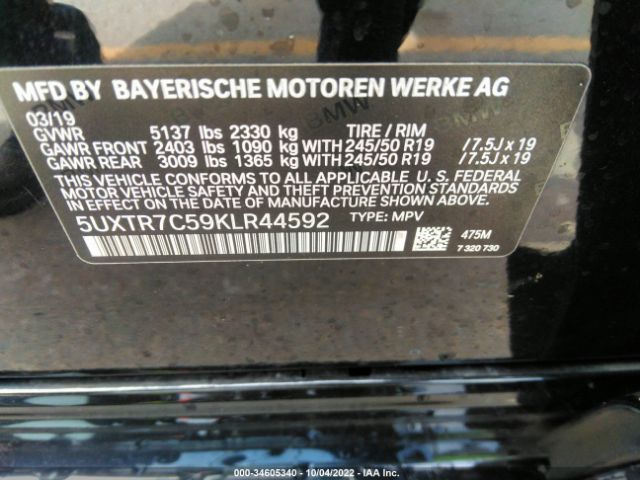 MFD BY BAYERISCHE MOTOREN WERKE AG
03/19
GVWR 5137 lbs 2330 kg TIRE / RIM
GAWR FRONT 2403 lbs 1090 kg WITH 245/50 R19 / 7.5J x 19
GAWR REAR 3009 lbs 1365 kg WITH 245/50 R19 / 7.5J x 19
THIS VEHICLE CONFORMS TO ALL APPLICABLE U. S. FEDERAL
MOTOR VEHICLE SAFETY STANDARDS IN EFFECT ON THE
DATE OF MANUFACTURE SHOWN ABOVE.
5UXTR7C59KLR44592 TYPE: MPV
475M
7 320 730
BMW
BMW
BMW
000-34605340 - 10/04/2022 - IAA Inc.